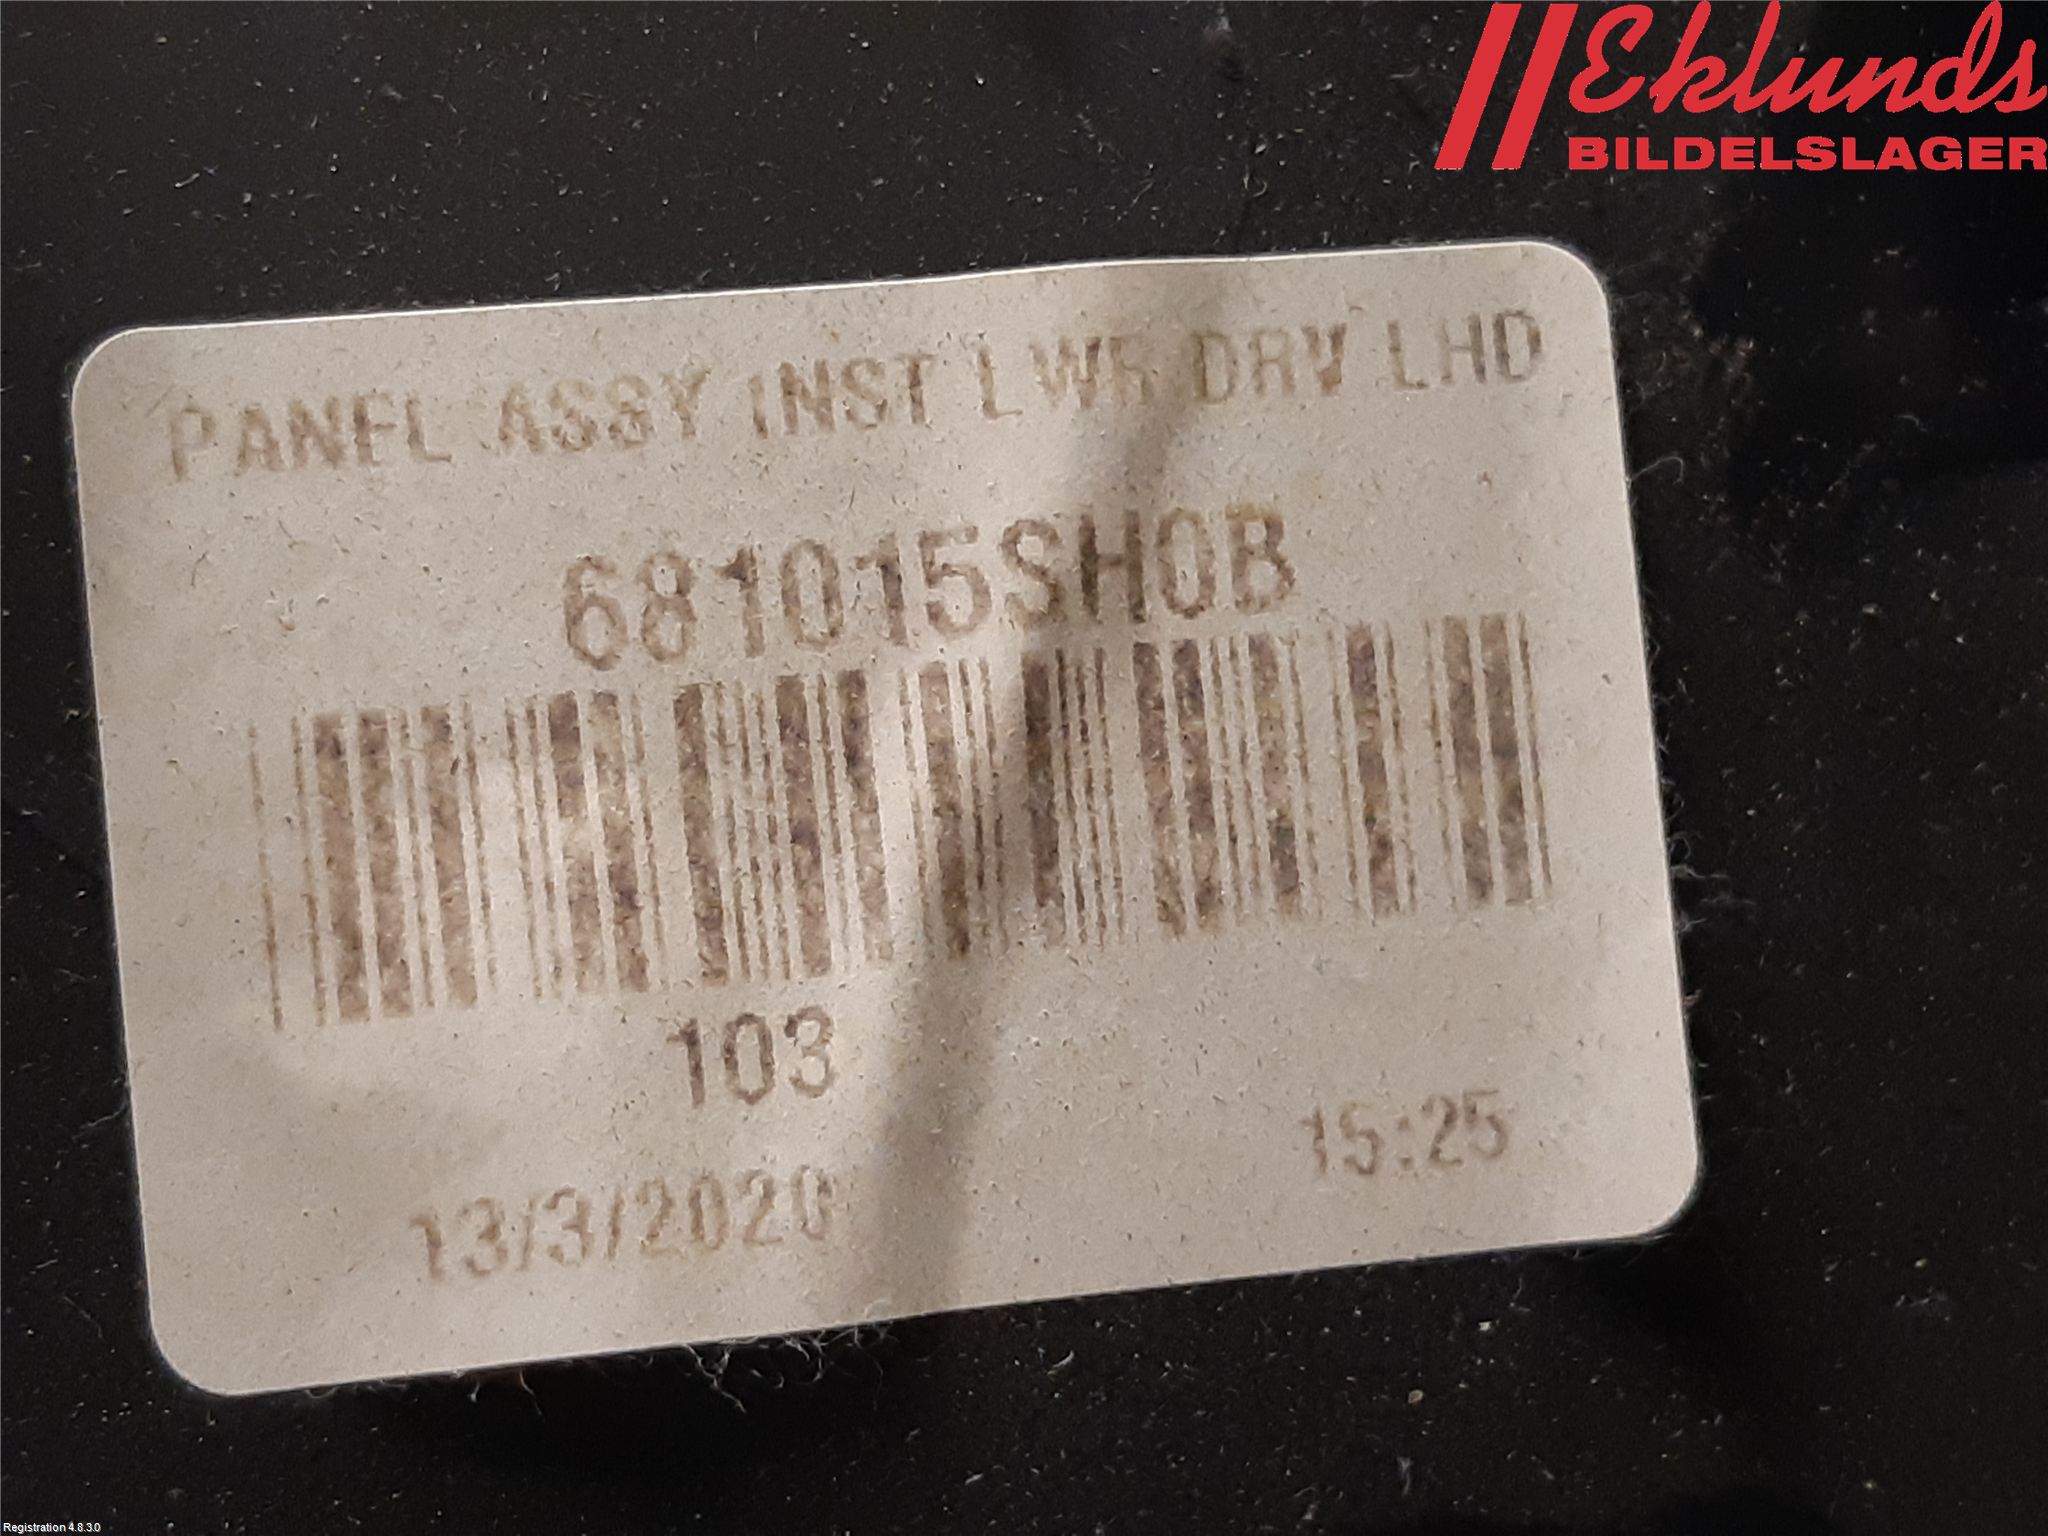 Eklunds
BILDELSLAGER
PANEL ASSY INST LWR DRV LHD
681015SH0B
103
15:25
13/3/2020
Registration 4.8.3.0